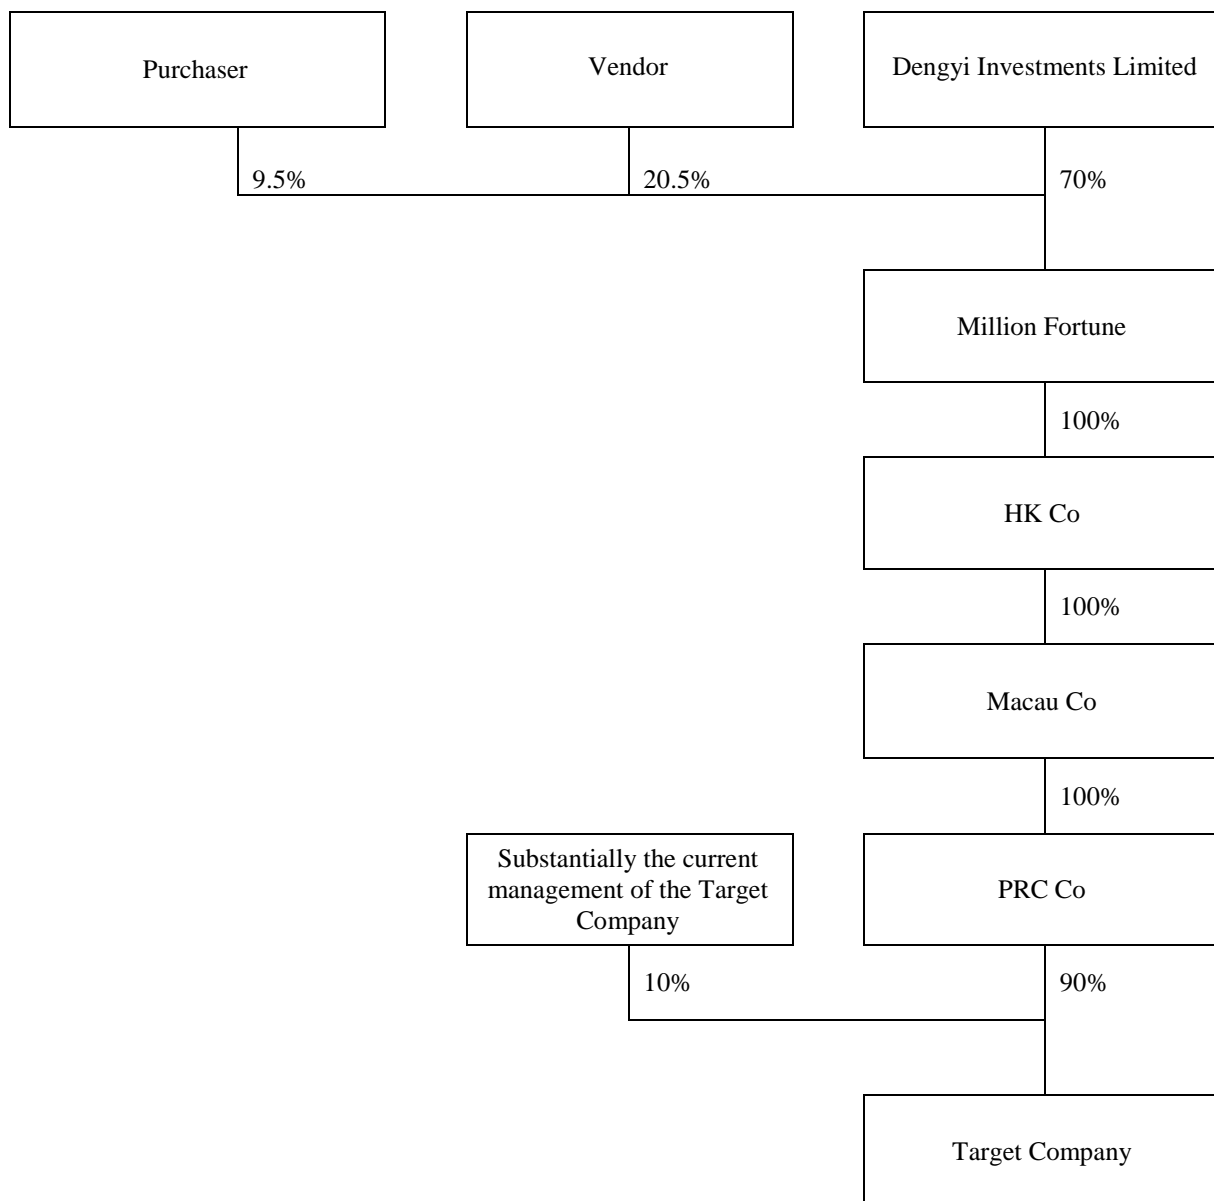 Purchaser
Vendor
Dengyi Investments Limited
9.5%
20.5%
70%
Million Fortune
100%
HK Co
100%
Macau Co
100%
Substantially the current
management of the Target
Company
PRC Co
10%
90%
Target Company